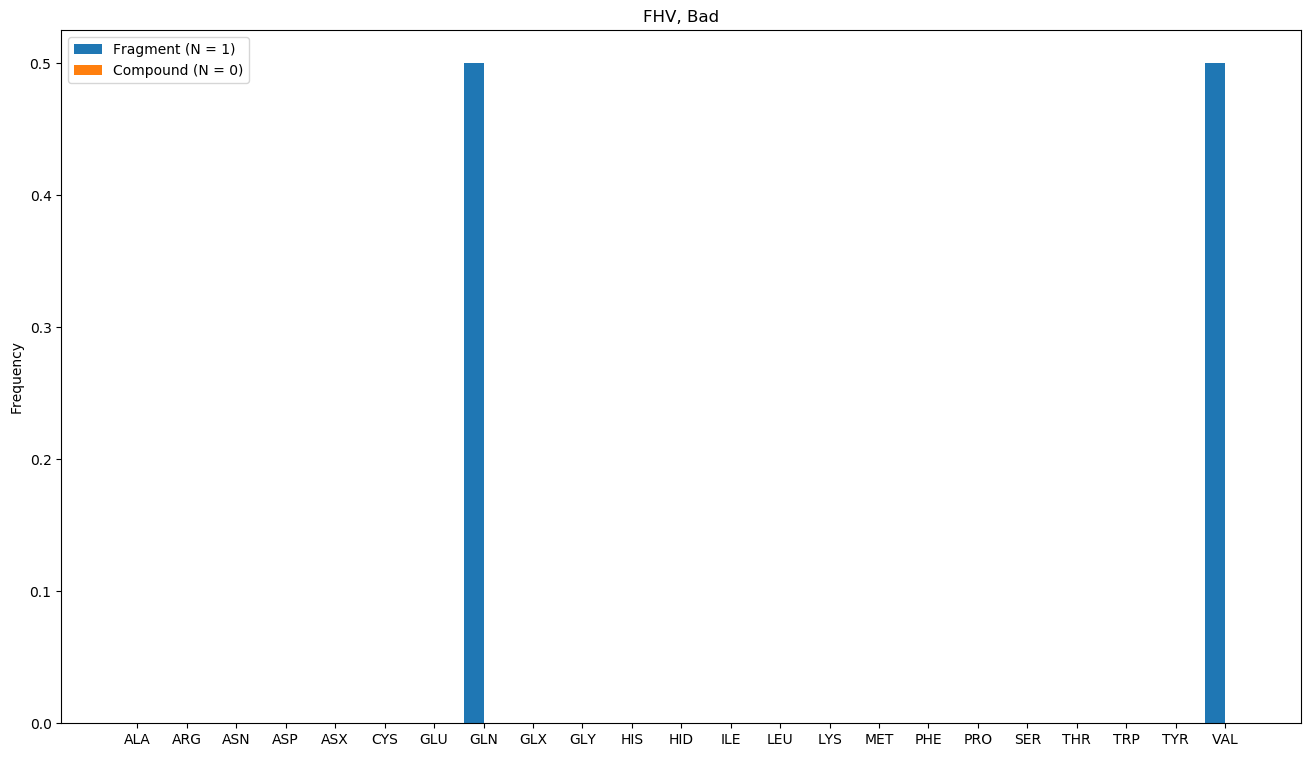 FHV, Bad
Fragment (N = 1)
Compound (N = 0)
0.5
0.4
0.3
0.2
0.1
0.0
Frequency
ALA ARG ASN ASP ASX CYS GLU GLN GLX GLY HIS HID ILE LEU LYS MET PHE PRO SER THR TRP TYR VAL